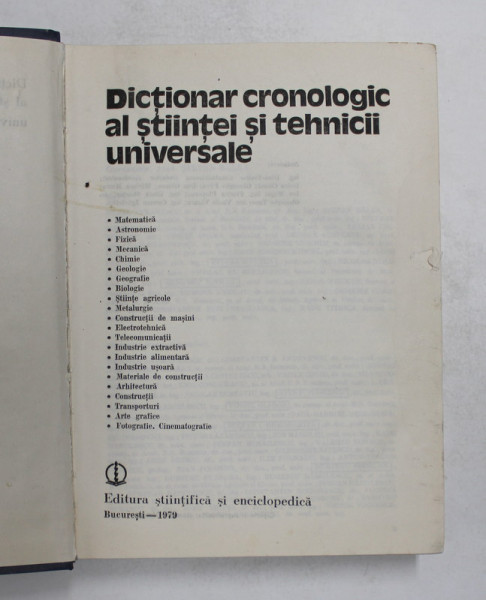 Dicționar cronologic
al științei și tehnicii
universale
• Matematică
• Astronomie
• Fizică
• Mecanică
• Chimie
• Geologie
• Geografie
• Biologie
• Științe agricole
• Metalurgie
• Construcții de mașini
• Electrotehnică
• Telecomunicații
• Industrie extractivă
• Industrie alimentară
• Industrie ușoară
• Materiale de construcții
• Arhitectură
• Construcții
• Transporturi
• Arte grafice
• Fotografie, Cinematografie
Editura științifică și enciclopedică
București—1979